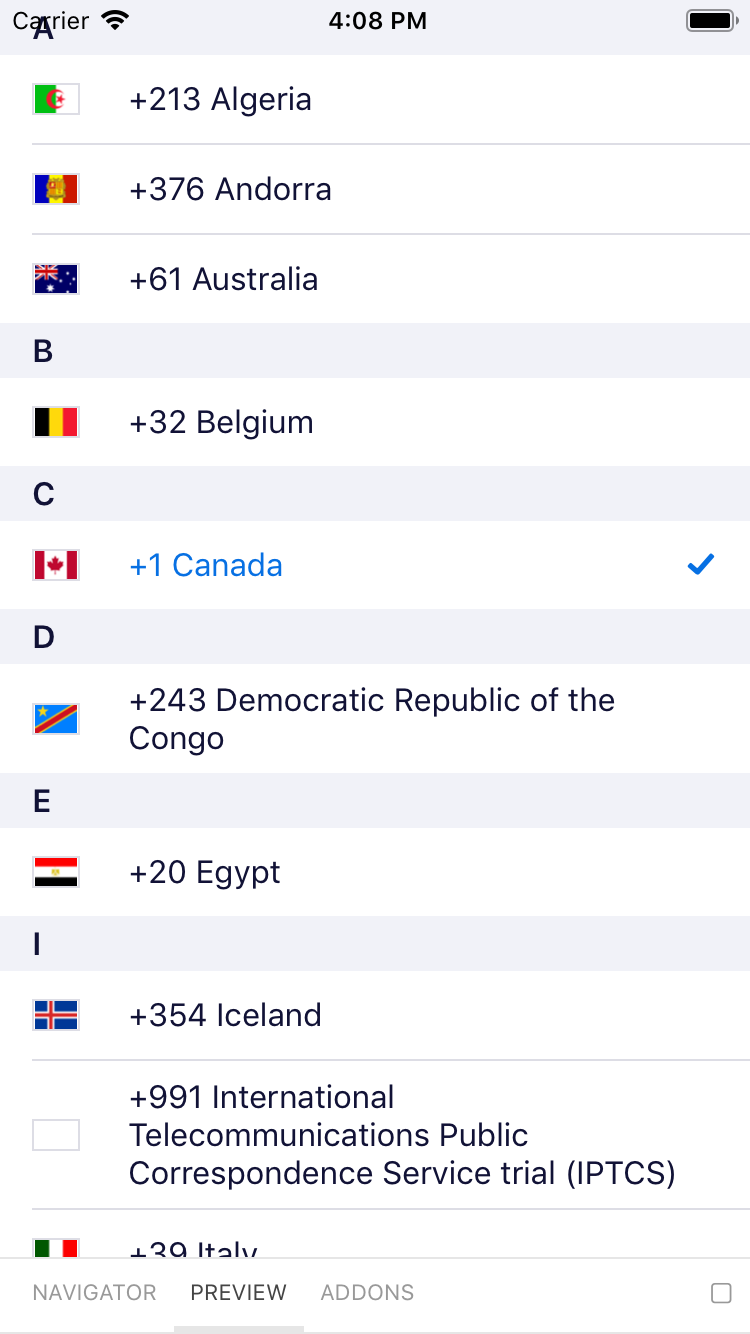 Carrier 4:08 PM
A
+213 Algeria
+376 Andorra
+61 Australia
B
+32 Belgium
C
+1 Canada
D
+243 Democratic Republic of the
Congo
E
+20 Egypt
I
+354 Iceland
+991 International
Telecommunications Public
Correspondence Service trial (IPTCS)
+39 Italy
NAVIGATOR PREVIEW ADDONS